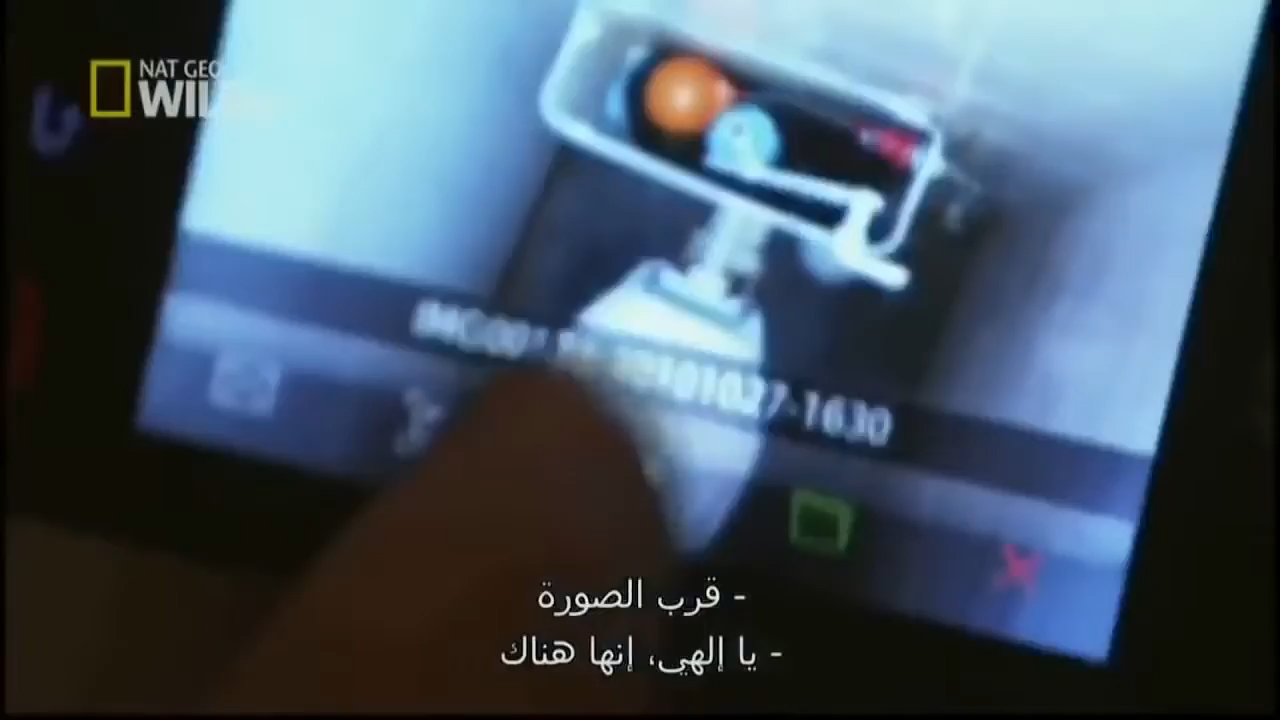 NAT GEO
WILD
- قرب الصورة
- يا إلهي، إنها هناك